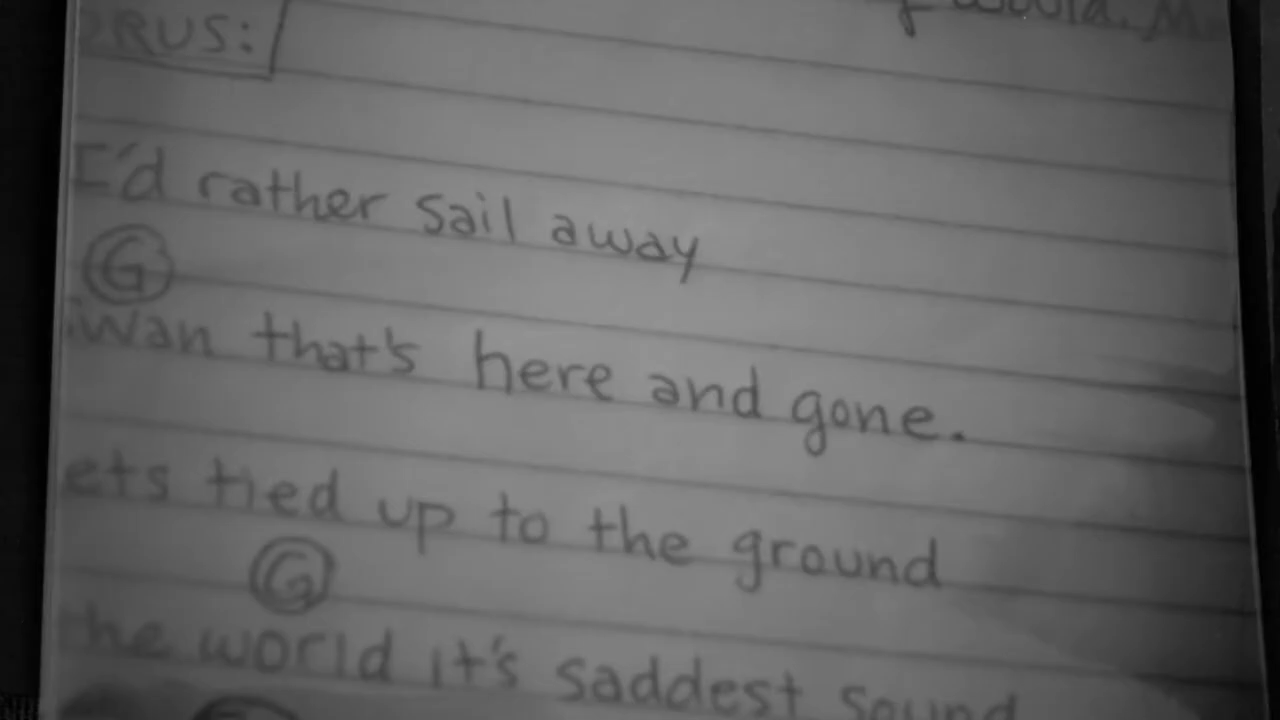 RUS:
would.
I'd rather sail away
G
wan that's here and gone.
ets tied up to the ground
G
he world it's saddest sound